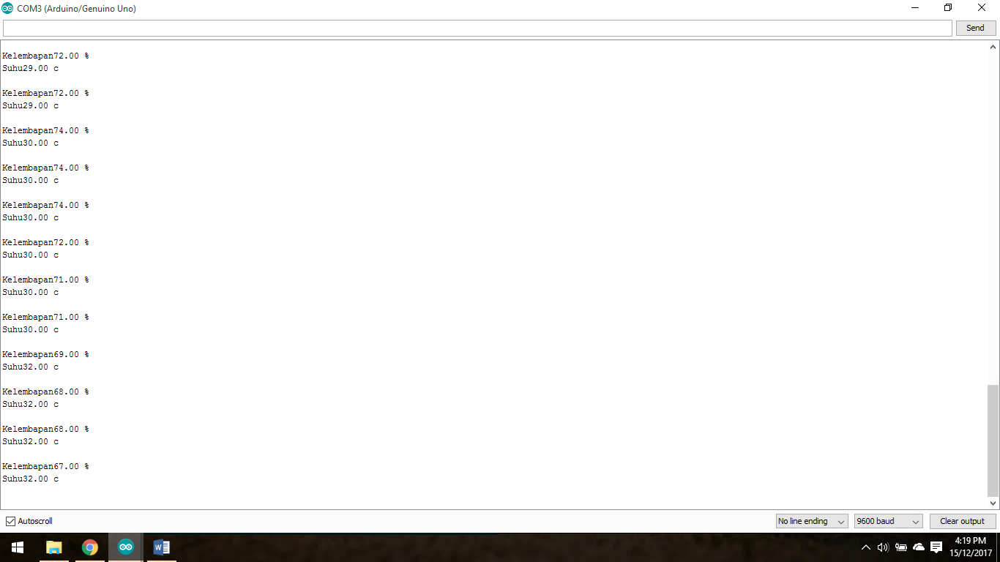 COM3 (Arduino/Genuino Uno)
Send
Kelembapan72.00 %
Suhu29.00 c
Kelembapan72.00 %
Suhu29.00 c
Kelembapan74.00 %
Suhu30.00 c
Kelembapan74.00 %
Suhu30.00 c
Kelembapan74.00 %
Suhu30.00 c
Kelembapan72.00 %
Suhu30.00 c
Kelembapan71.00 %
Suhu30.00 c
Kelembapan71.00 %
Suhu30.00 c
Kelembapan69.00 %
Suhu32.00 c
Kelembapan68.00 %
Suhu32.00 c
Kelembapan68.00 %
Suhu32.00 c
Kelembapan67.00 %
Suhu32.00 c
Autoscroll
No line ending
9600 baud
Clear output
4:19 PM
15/12/2017